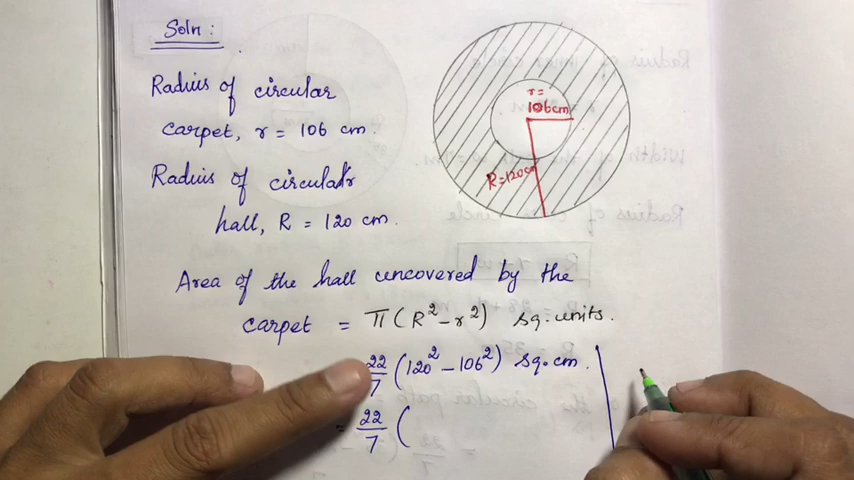 Soln:
Radius of circular
carpet, r = 106 cm.
Radius of circular
hall, R = 120 cm.
r=
106cm
R=120cm
Area of the hall uncovered by the
carpet = π(R²-r²) sq.units.
22/7 (120² - 106²) sq.cm.
= 22/7 (